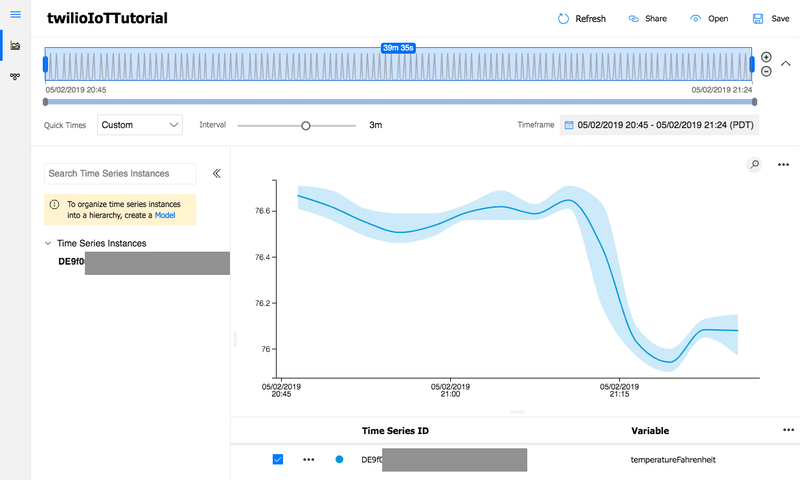 twilioIoTTutorial
Refresh
Share
Open
Save
39m 35s
05/02/2019 20:45
05/02/2019 21:24
Quick Times
Custom
Interval
3m
Timeframe
05/02/2019 20:45 - 05/02/2019 21:24 (PDT)
Search Time Series Instances
To organize time series instances
into a hierarchy, create a Model
Time Series Instances
DE9f0
76.6
76.4
76.2
76
05/02/2019
20:45
05/02/2019
21:00
05/02/2019
21:15
Time Series ID
Variable
DE9f0
temperatureFahrenheit